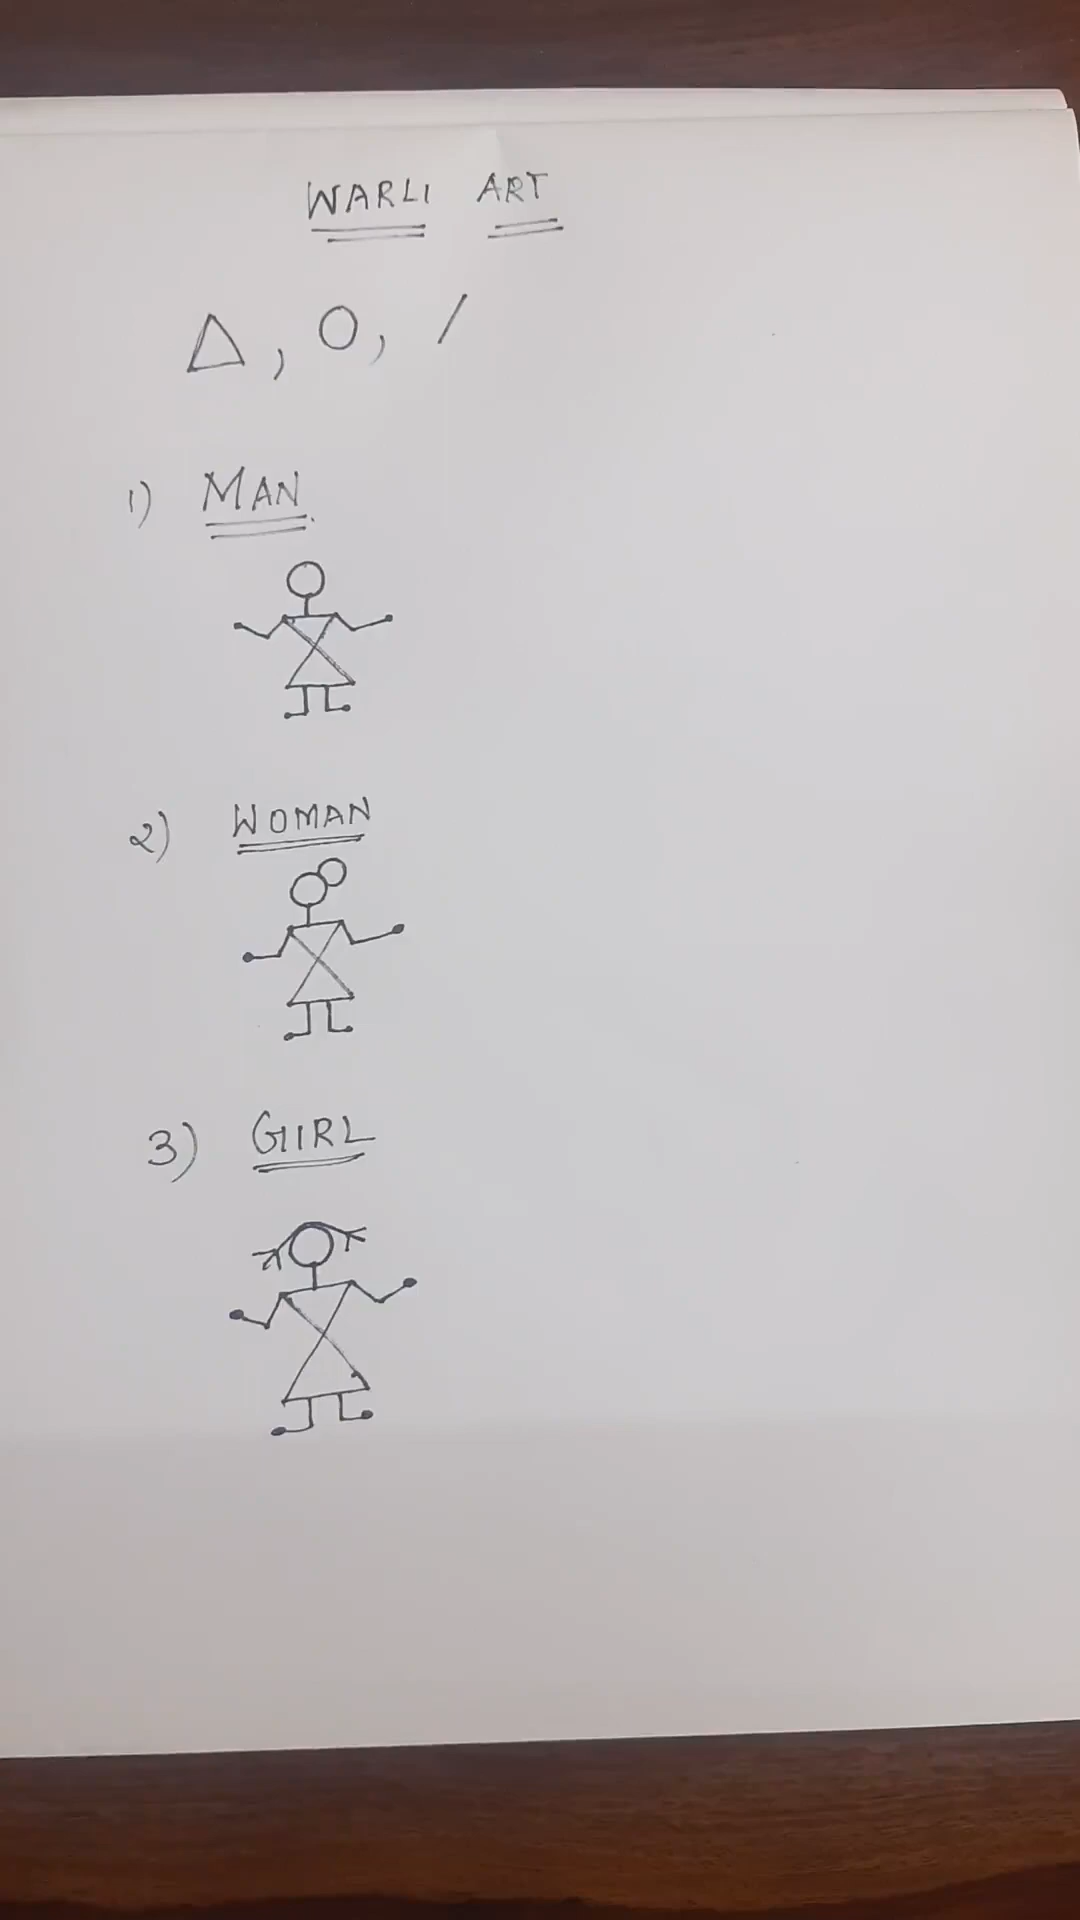 WARLI ART
△, O, /
1) MAN
2) WOMAN
3) GIRL